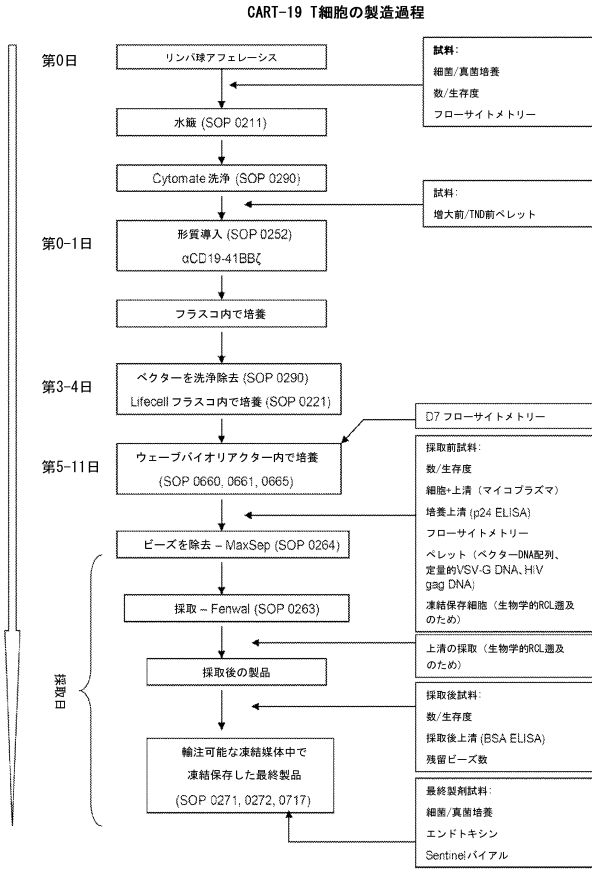 CART-19 T細胞の製造過程
第0日
リンパ球アフェレーシス
試料:
細菌/真菌培養
数/生存度
フローサイトメトリー
水簸 (SOP 0211)
Cytomate 洗浄 (SOP 0290)
試料:
増大前/TND前ペレット
第0-1日
形質導入 (SOP 0252)
αCD19-41BBζ
フラスコ内で培養
第3-4日
ベクターを洗浄除去 (SOP 0290)
Lifecell フラスコ内で培養 (SOP 0221)
D7 フローサイトメトリー
第5-11日
ウェーブバイオリアクター内で培養
(SOP 0660, 0661, 0665)
採取前試料:
数/生存度
細胞+上清 (マイコプラズマ)
培養上清 (p24 ELISA)
フローサイトメトリー
ペレット (ベクターDNA配列、
定量的VSV-G DNA、HIV
gag DNA)
凍結保存細胞 (生物学的RCL遡及
のため)
ビーズを除去 – MaxSep (SOP 0264)
採取 – Fenwal (SOP 0263)
上清の採取 (生物学的RCL遡及
のため)
採取後の製品
採取日
採取後試料:
数/生存度
採取後上清 (BSA ELISA)
残留ビーズ数
輸注可能な凍結媒体中で
凍結保存した最終製品
(SOP 0271, 0272, 0717)
最終製剤試料:
細菌/真菌培養
エンドトキシン
Sentinelバイアル